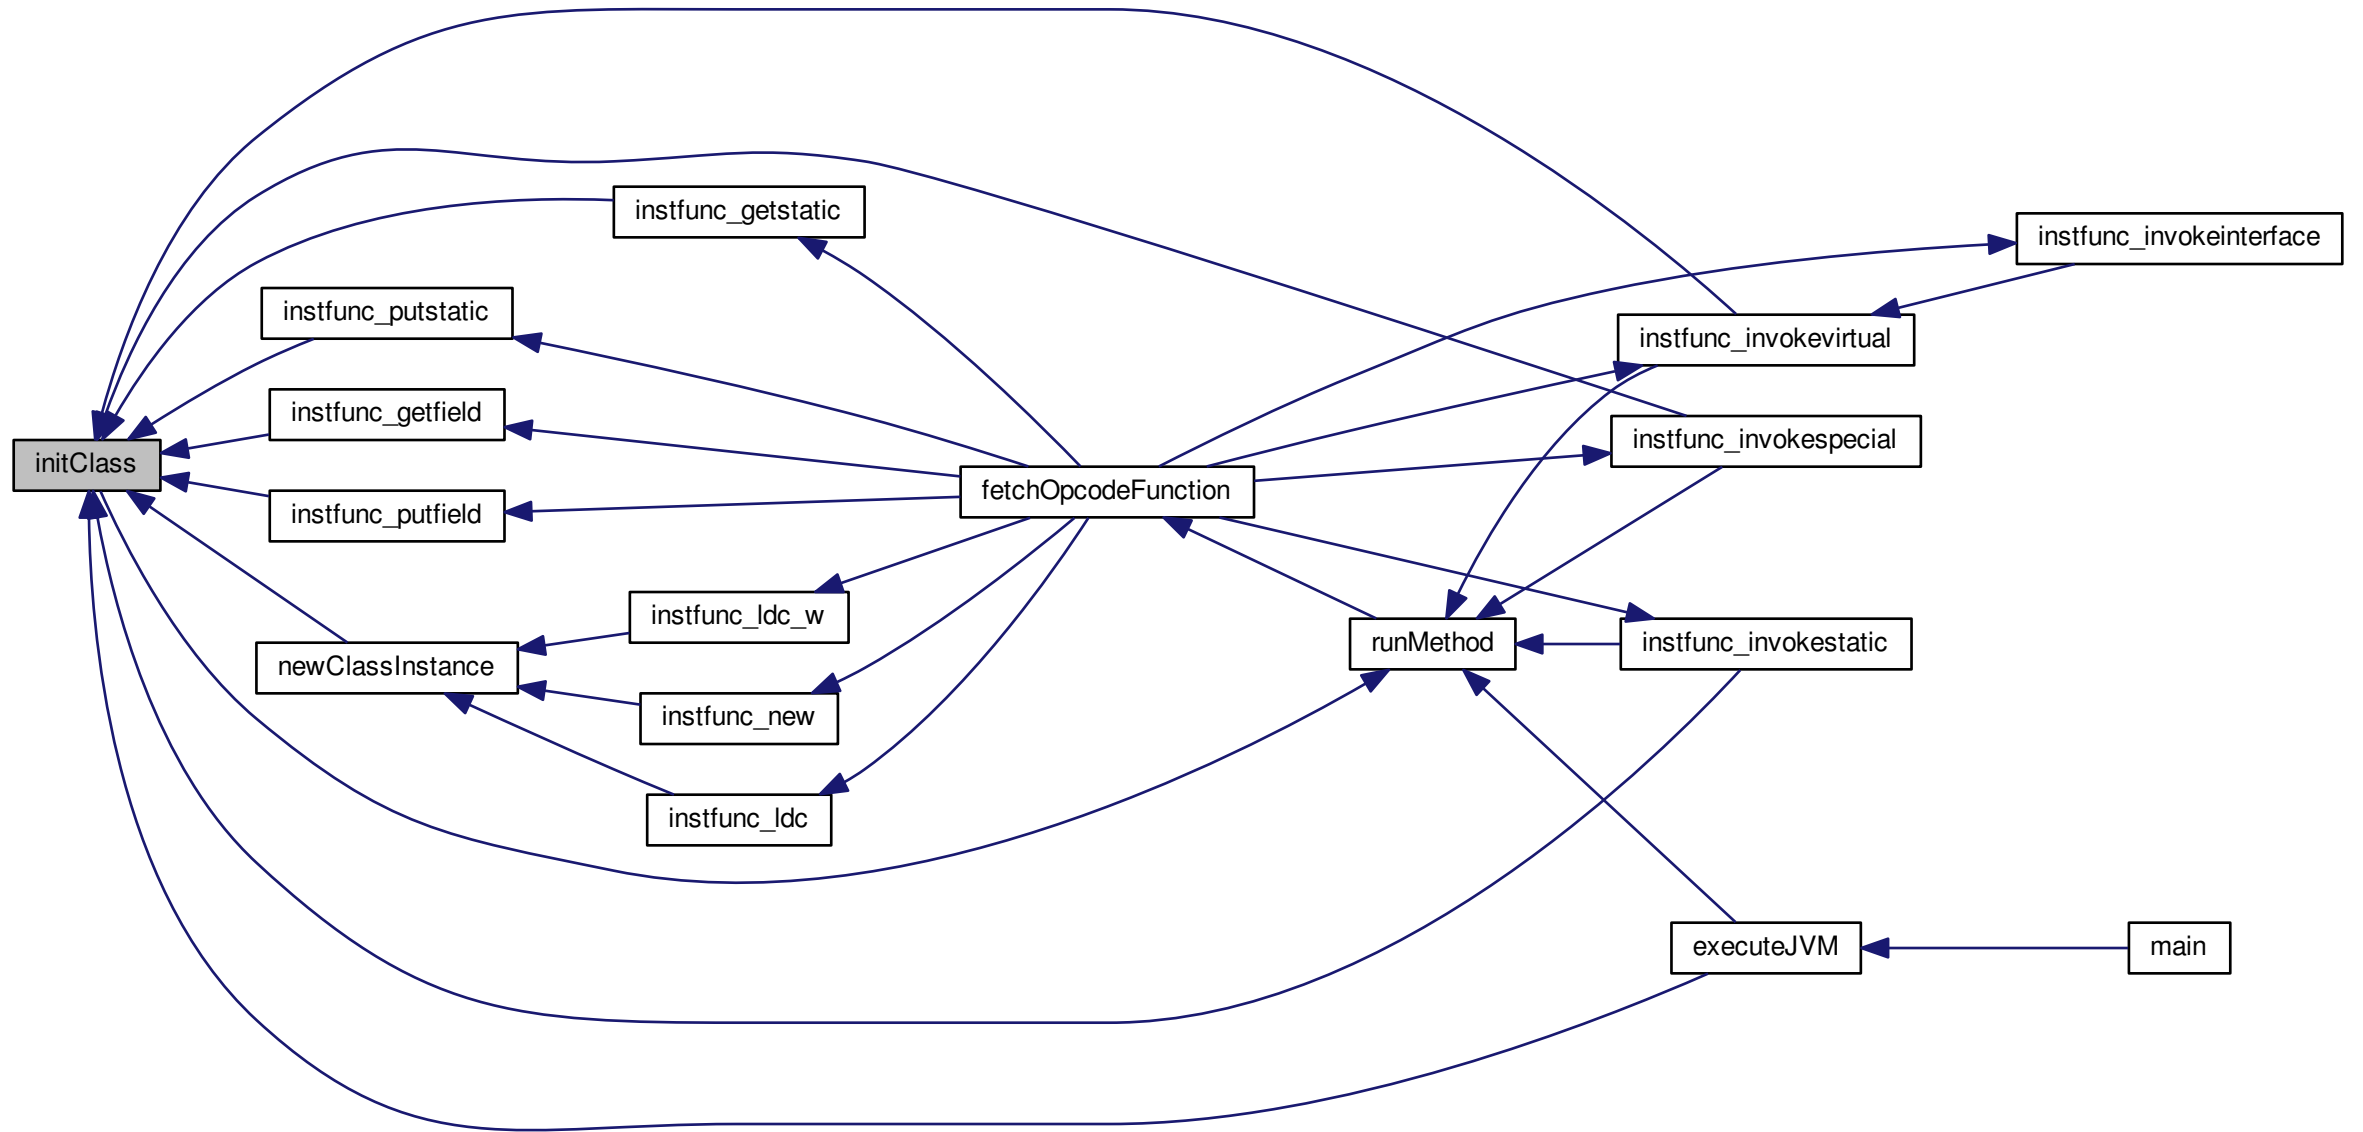 instfunc_getstatic
instfunc_invokeinterface
instfunc_putstatic
instfunc_invokevirtual
instfunc_getfield
instfunc_invokespecial
initClass
fetchOpcodeFunction
instfunc_putfield
instfunc_ldc_w
runMethod
instfunc_invokestatic
newClassInstance
instfunc_new
instfunc_ldc
executeJVM
main